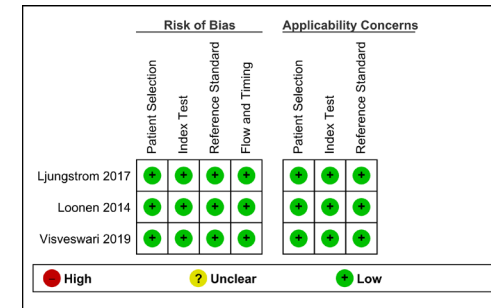 Risk of Bias Applicability Concerns
Patient Selection
Index Test
Reference Standard
Flow and Timing
Patient Selection
Index Test
Reference Standard
Ljungstrom 2017 + + + + + + +
Loonen 2014 + + + + + + +
Visveswari 2019 + + + + + + +
– High ? Unclear + Low